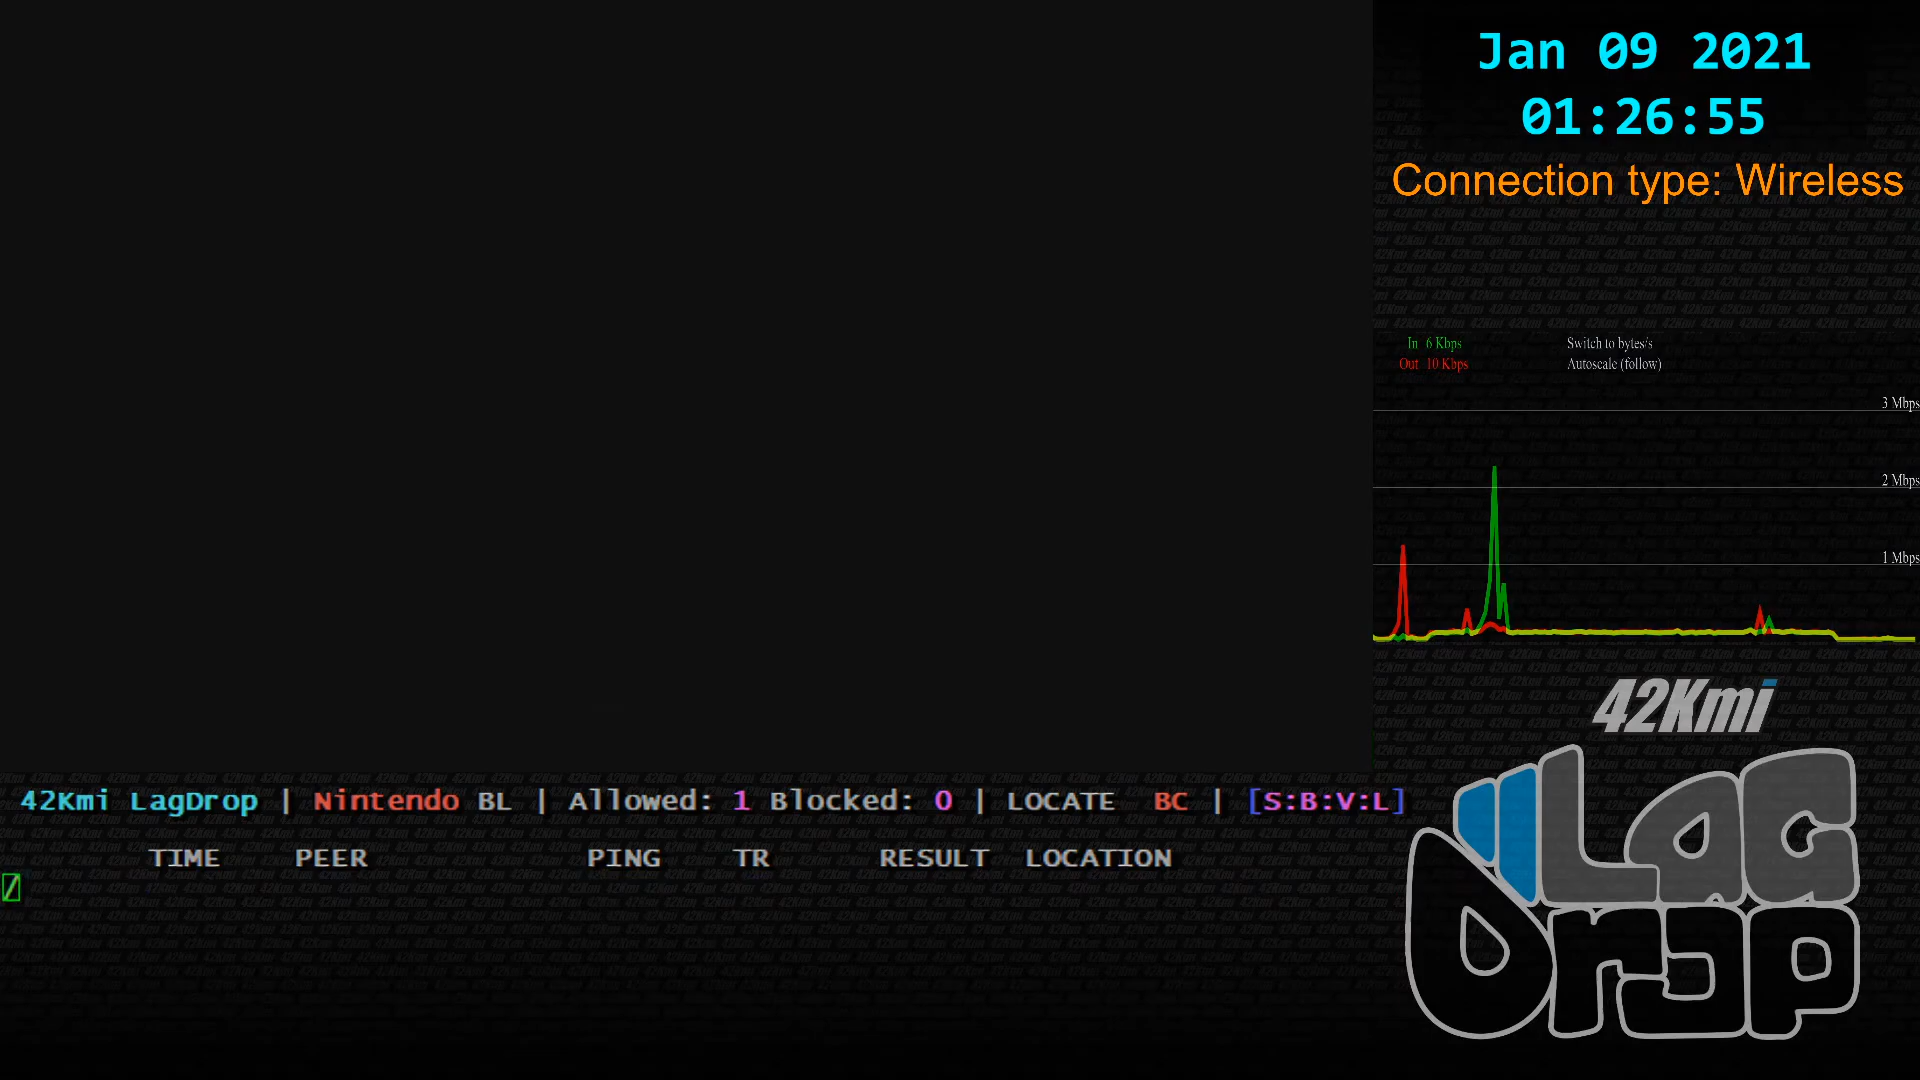 Jan 09 2021
01:26:55
Connection type: Wireless
In 6 Kbps Switch to bytes/s
Out 10 Kbps Autoscale (follow)
3 Mbps
2 Mbps
1 Mbps
42Kmi
Lag
Drop
42Kmi LagDrop | Nintendo BL | Allowed: 1 Blocked: 0 | LOCATE BC | [S:B:V:L]
TIME PEER PING TR RESULT LOCATION